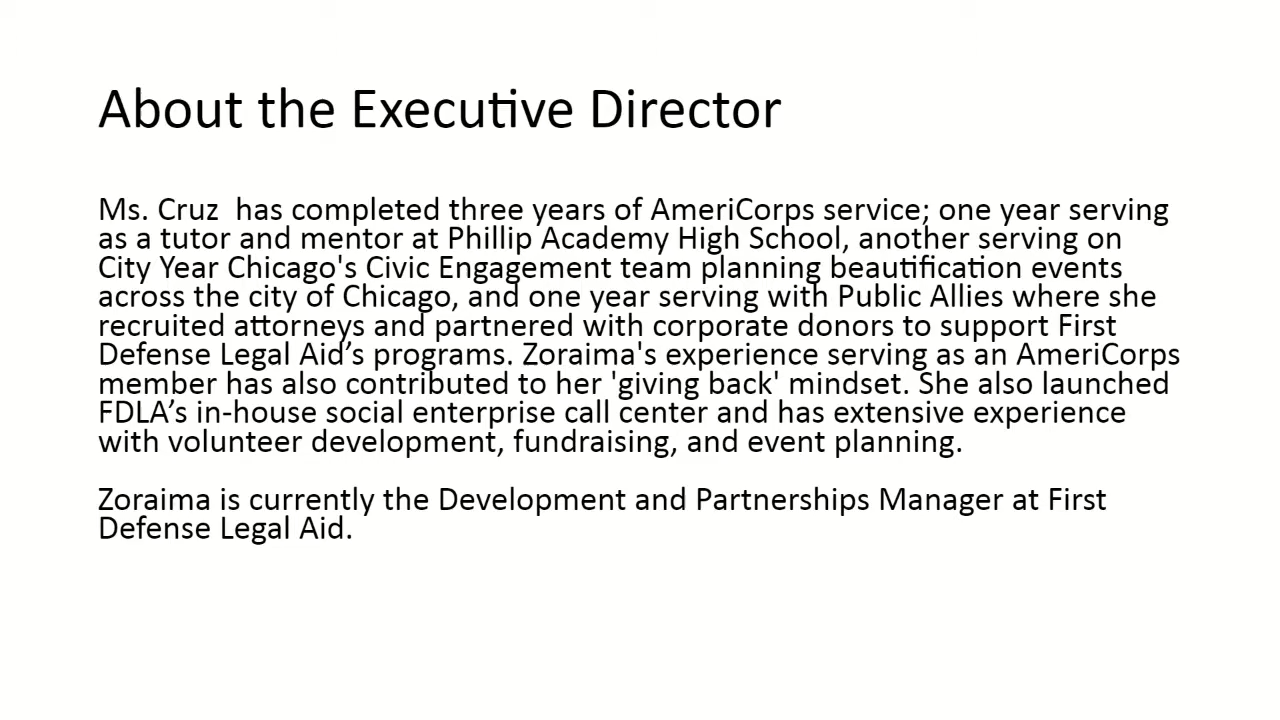 About the Executive Director
Ms. Cruz  has completed three years of AmeriCorps service; one year serving
as a tutor and mentor at Phillip Academy High School, another serving on
City Year Chicago's Civic Engagement team planning beautification events
across the city of Chicago, and one year serving with Public Allies where she
recruited attorneys and partnered with corporate donors to support First
Defense Legal Aid’s programs. Zoraima's experience serving as an AmeriCorps
member has also contributed to her 'giving back' mindset. She also launched
FDLA’s in-house social enterprise call center and has extensive experience
with volunteer development, fundraising, and event planning.
Zoraima is currently the Development and Partnerships Manager at First
Defense Legal Aid.